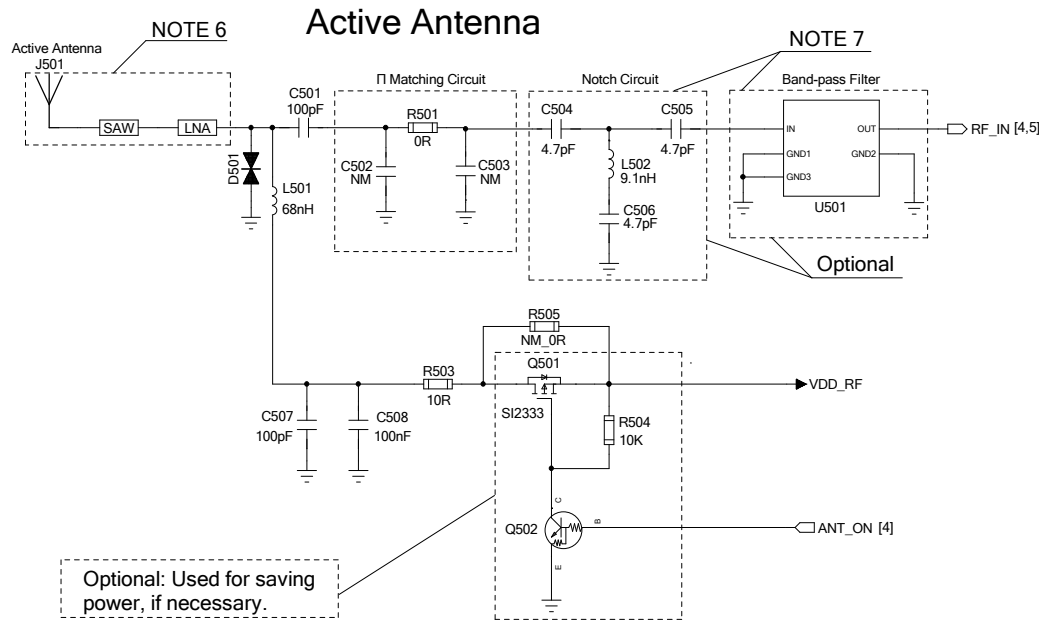 Active Antenna
NOTE 6
NOTE 7
Active Antenna
J501
SAW
LNA
D501
C501
100pF
L501
68nH
Π Matching Circuit
R501
0R
C502
NM
C503
NM
Notch Circuit
C504
4.7pF
C505
4.7pF
L502
9.1nH
C506
4.7pF
Band-pass Filter
IN
OUT
GND1
GND2
GND3
U501
RF_IN [4,5]
Optional
R505
NM_0R
Q501
SI2333
R503
10R
R504
10K
VDD_RF
C507
100pF
C508
100nF
Q502
C
B
E
ANT_ON [4]
Optional: Used for saving
power, if necessary.